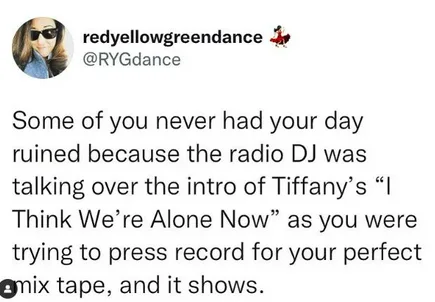 redyellowgreendance 💃
@RYGdance
Some of you never had your day
ruined because the radio DJ was
talking over the intro of Tiffany’s “I
Think We’re Alone Now” as you were
trying to press record for your perfect
mix tape, and it shows.